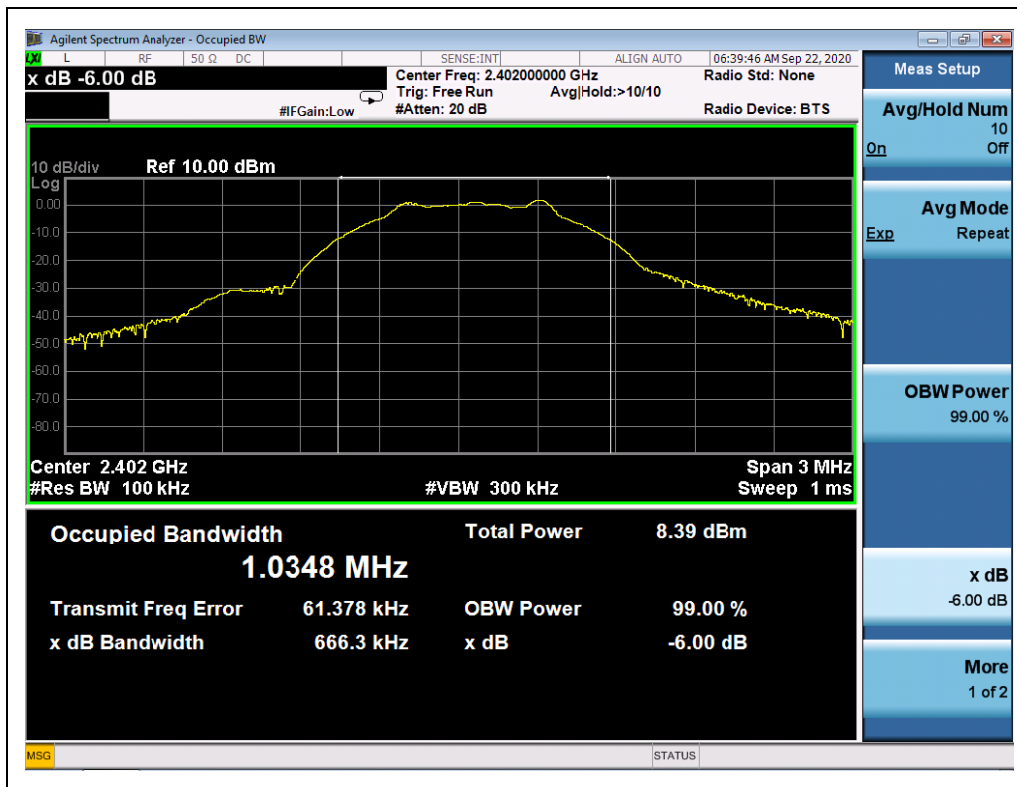 Agilent Spectrum Analyzer - Occupied BW
LXI L RF 50 Ω DC SENSE:INT ALIGN AUTO 06:39:46 AM Sep 22, 2020
x dB -6.00 dB
Center Freq: 2.402000000 GHz
Radio Std: None
Trig: Free Run Avg|Hold:>10/10
#IFGain:Low
#Atten: 20 dB
Radio Device: BTS
10 dB/div Ref 10.00 dBm
Log
0.00
-10.0
-20.0
-30.0
-40.0
-50.0
-60.0
-70.0
-80.0
Center 2.402 GHz
Span 3 MHz
#Res BW 100 kHz
#VBW 300 kHz
Sweep 1 ms
Occupied Bandwidth
1.0348 MHz
Total Power 8.39 dBm
Transmit Freq Error 61.378 kHz
OBW Power 99.00 %
x dB Bandwidth 666.3 kHz
x dB -6.00 dB
MSG
STATUS
Meas Setup
Avg/Hold Num
10
On Off
Avg Mode
Exp Repeat
OBW Power
99.00 %
x dB
-6.00 dB
More
1 of 2